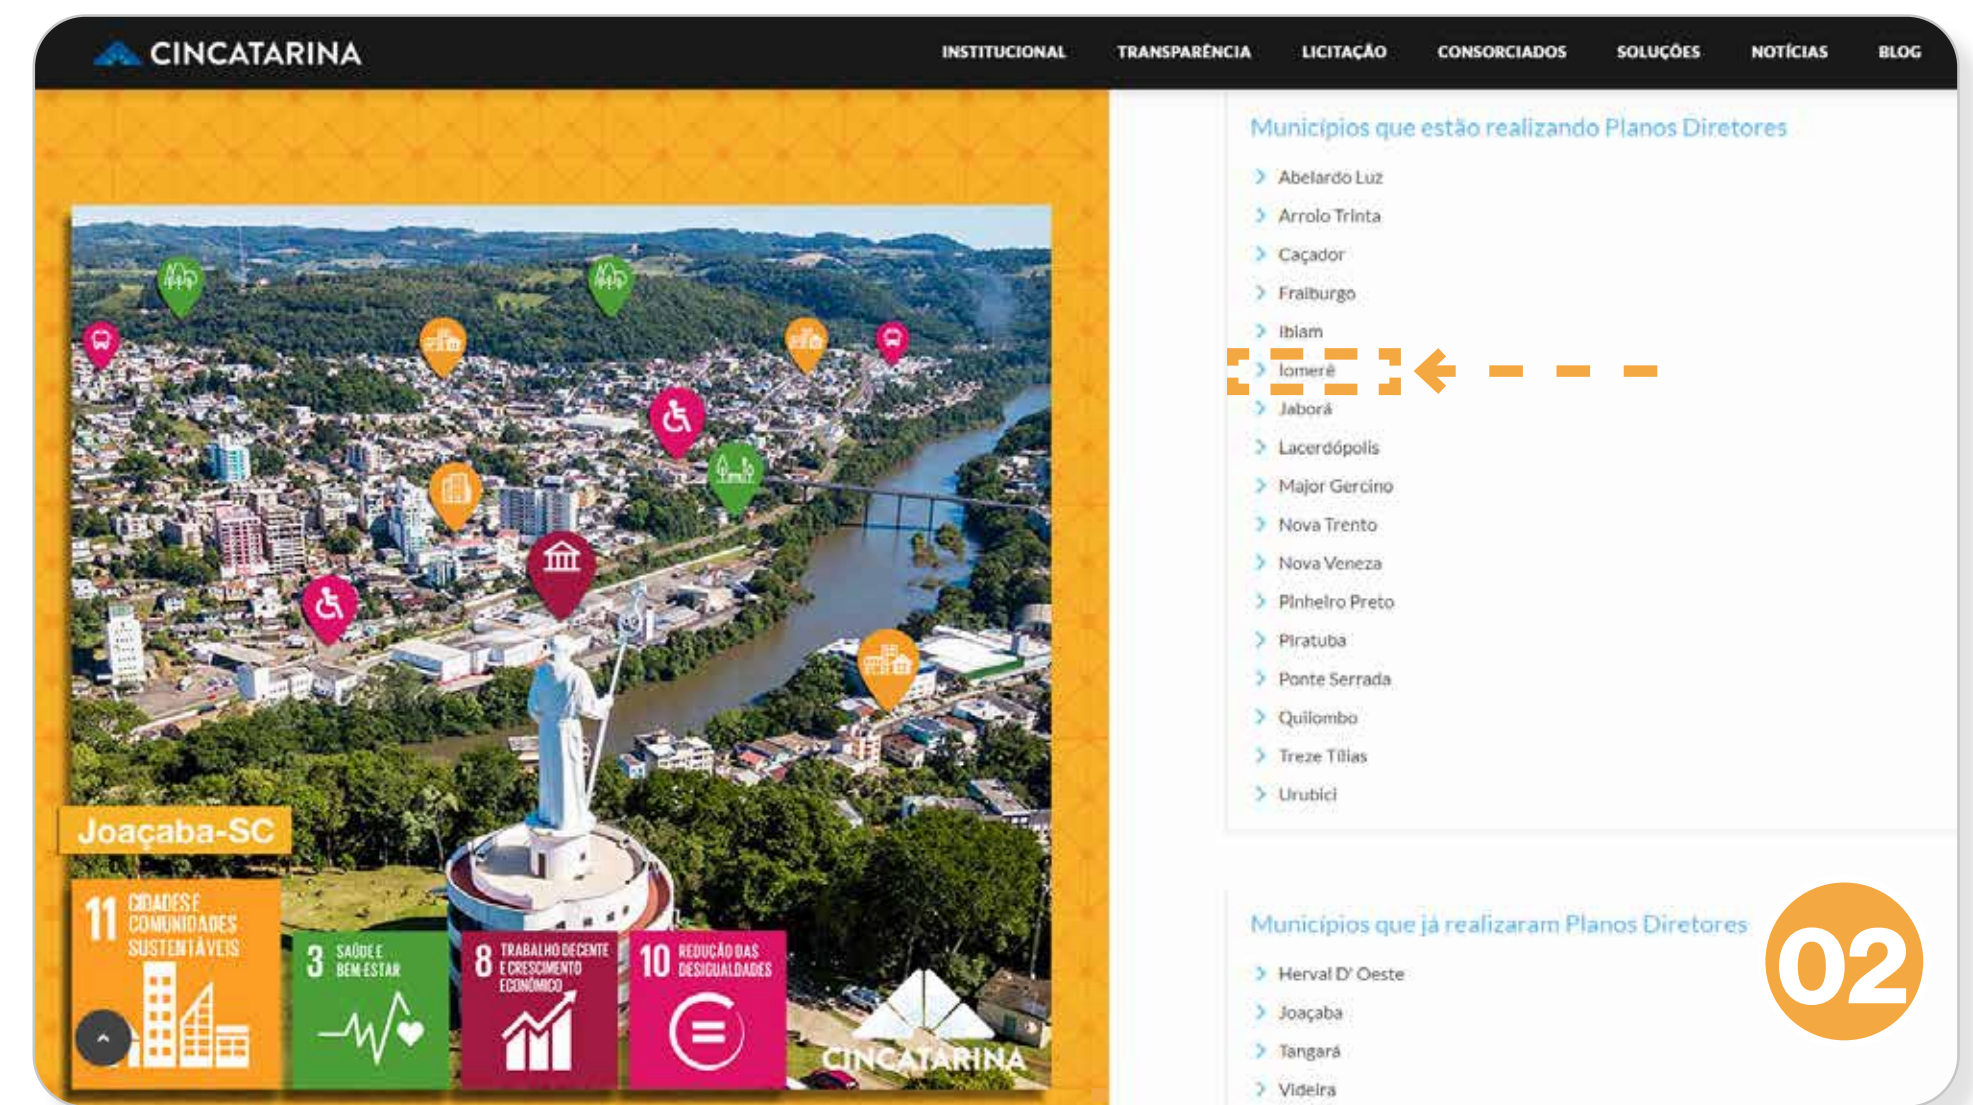 CINCATARINA
INSTITUCIONAL TRANSPARÊNCIA LICITAÇÃO CONSORCIADOS SOLUÇÕES NOTÍCIAS BLOG
Joaçaba-SC
11 CIDADES E
COMUNIDADES
SUSTENTÁVEIS
3 SAÚDE E
BEM-ESTAR
8 TRABALHO DECENTE
E CRESCIMENTO
ECONÔMICO
10 REDUÇÃO DAS
DESIGUALDADES
CINCATARINA
Municípios que estão realizando Planos Diretores
Abelardo Luz
Arroio Trinta
Caçador
Fraiburgo
Ibiam
Iomerê
Jaborá
Lacerdópolis
Major Gercino
Nova Trento
Nova Veneza
Pinheiro Preto
Piratuba
Ponte Serrada
Quilombo
Treze Tílias
Urubici
Municípios que já realizaram Planos Diretores
Herval D' Oeste
Joaçaba
Tangará
Videira
02